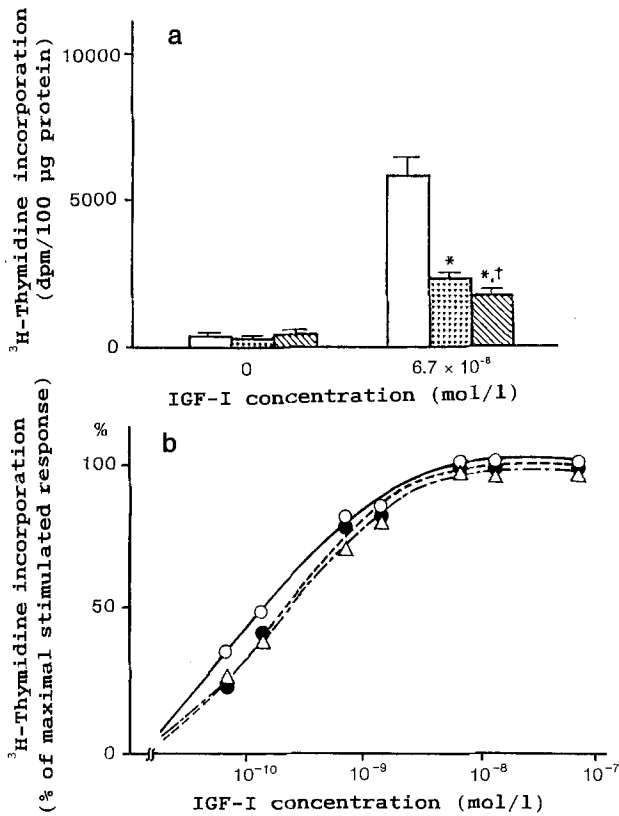 a
³H-Thymidine incorporation
(dpm/100 µg protein)
10000
5000
0
*
*,†
0
6.7 × 10⁻⁸
IGF-I concentration (mol/l)
b
³H-Thymidine incorporation
(% of maximal stimulated response)
%
100
50
0
10⁻¹⁰
10⁻⁹
10⁻⁸
10⁻⁷
IGF-I concentration (mol/l)